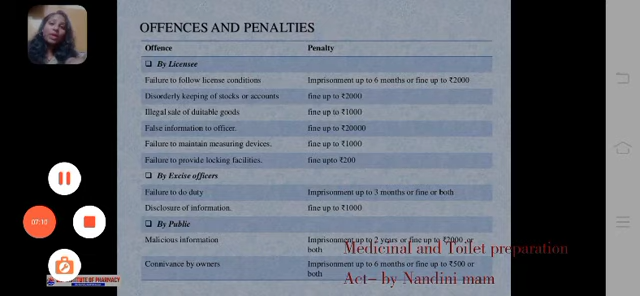 OFFENCES AND PENALTIES
Offence Penalty
By Licensee
Failure to follow license conditions Imprisonment up to 6 months or fine up to ₹2000
Disorderly keeping of stocks or accounts fine up to ₹2000
Illegal sale of duitable goods fine up to ₹1000
False information to officer. fine up to ₹20000
Failure to maintain measuring devices. fine up to ₹1000
Failure to provide locking facilities. fine upto ₹200
By Excise officers
Failure to do duty Imprisonment up to 3 months or fine or both
Disclosure of information. fine up to ₹1000
By Public
Malicious information Imprisonment up to 2 years or fine up to ₹2000 or
both
Connivance by owners Imprisonment up to 6 months or fine up to ₹500 or
both
Medicinal and Toilet preparation
Act- by Nandini mam
07:10
INSTITUTE OF PHARMACY